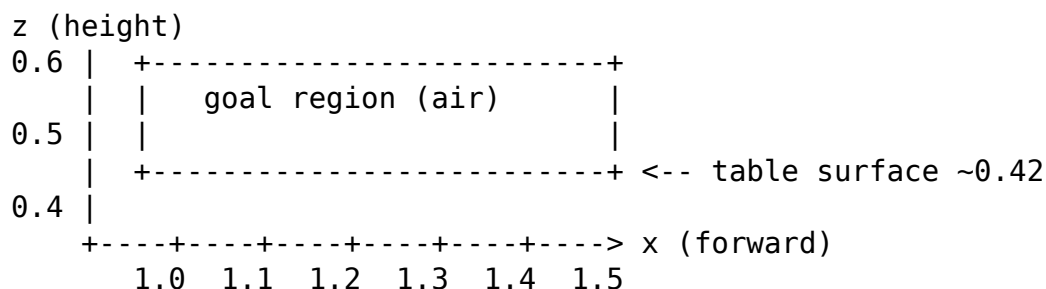 z (height)
0.6 |  +--------------------------+
    |  |   goal region (air)      |
0.5 |  |                          |
    |  +--------------------------+ <-- table surface ~0.42
0.4 |
    +----+----+----+----+----+----> x (forward)
       1.0  1.1  1.2  1.3  1.4  1.5